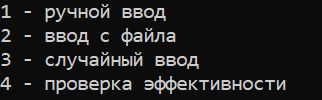 1 - ручной ввод
2 - ввод с файла
3 - случайный ввод
4 - проверка эффективности